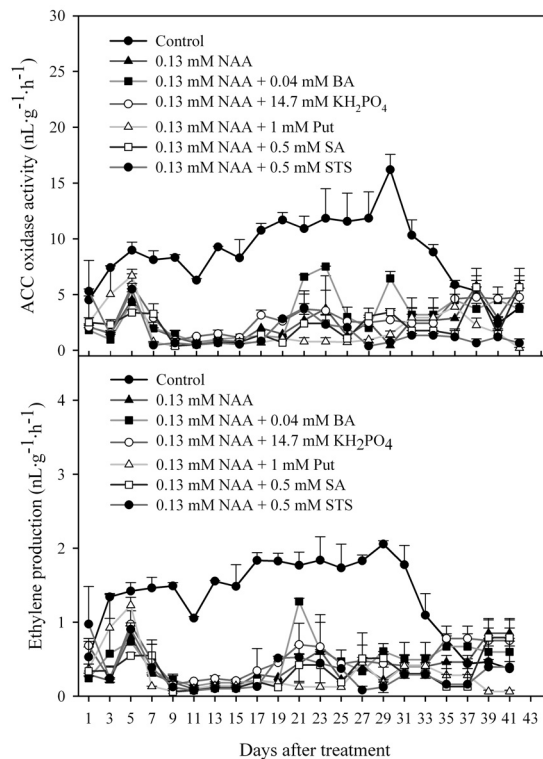 30
25
20
15
10
5
0
ACC oxidase activity (nL·g⁻¹·h⁻¹)
Control
0.13 mM NAA
0.13 mM NAA + 0.04 mM BA
0.13 mM NAA + 14.7 mM KH₂PO₄
0.13 mM NAA + 1 mM Put
0.13 mM NAA + 0.5 mM SA
0.13 mM NAA + 0.5 mM STS
4
3
2
1
0
Ethylene production (nL·g⁻¹·h⁻¹)
Control
0.13 mM NAA
0.13 mM NAA + 0.04 mM BA
0.13 mM NAA + 14.7 mM KH2PO4
0.13 mM NAA + 1 mM Put
0.13 mM NAA + 0.5 mM SA
0.13 mM NAA + 0.5 mM STS
1 3 5 7 9 11 13 15 17 19 21 23 25 27 29 31 33 35 37 39 41 43
Days after treatment